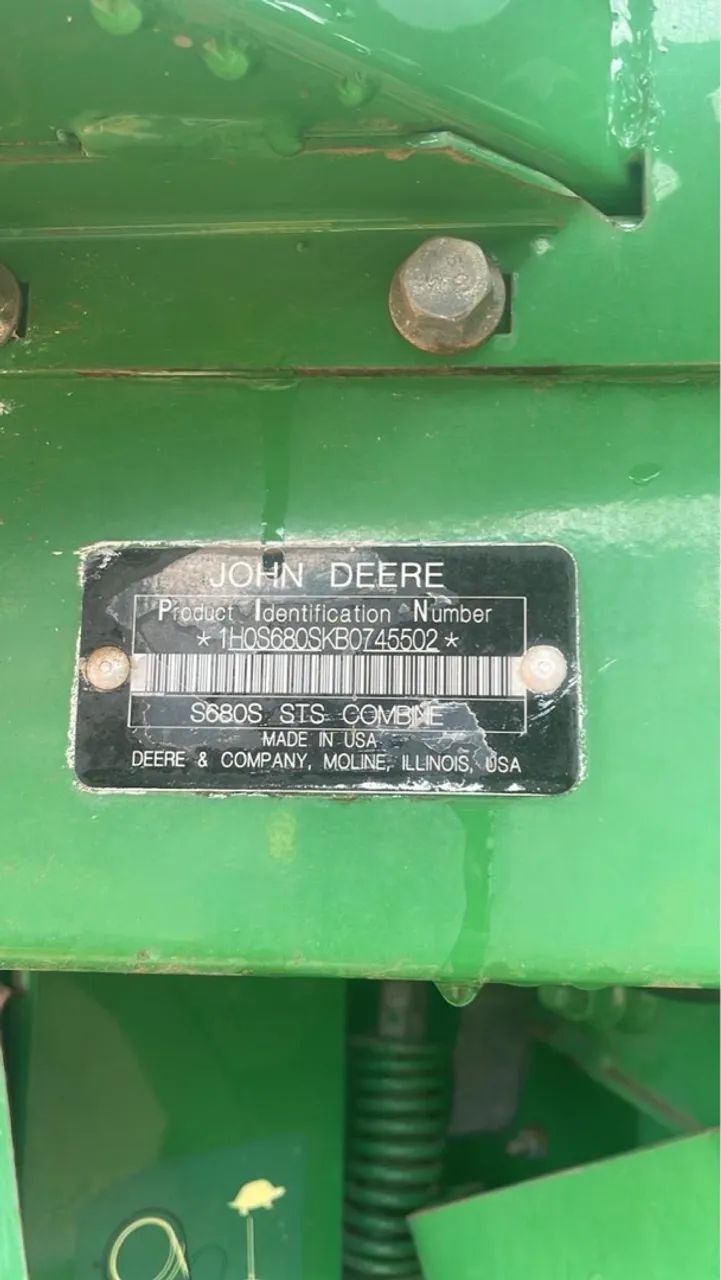 JOHN DEERE
Product Identification Number
*1H0S680SKB0745502*
S680S STS COMBINE
MADE IN USA
DEERE & COMPANY, MOLINE, ILLINOIS, USA